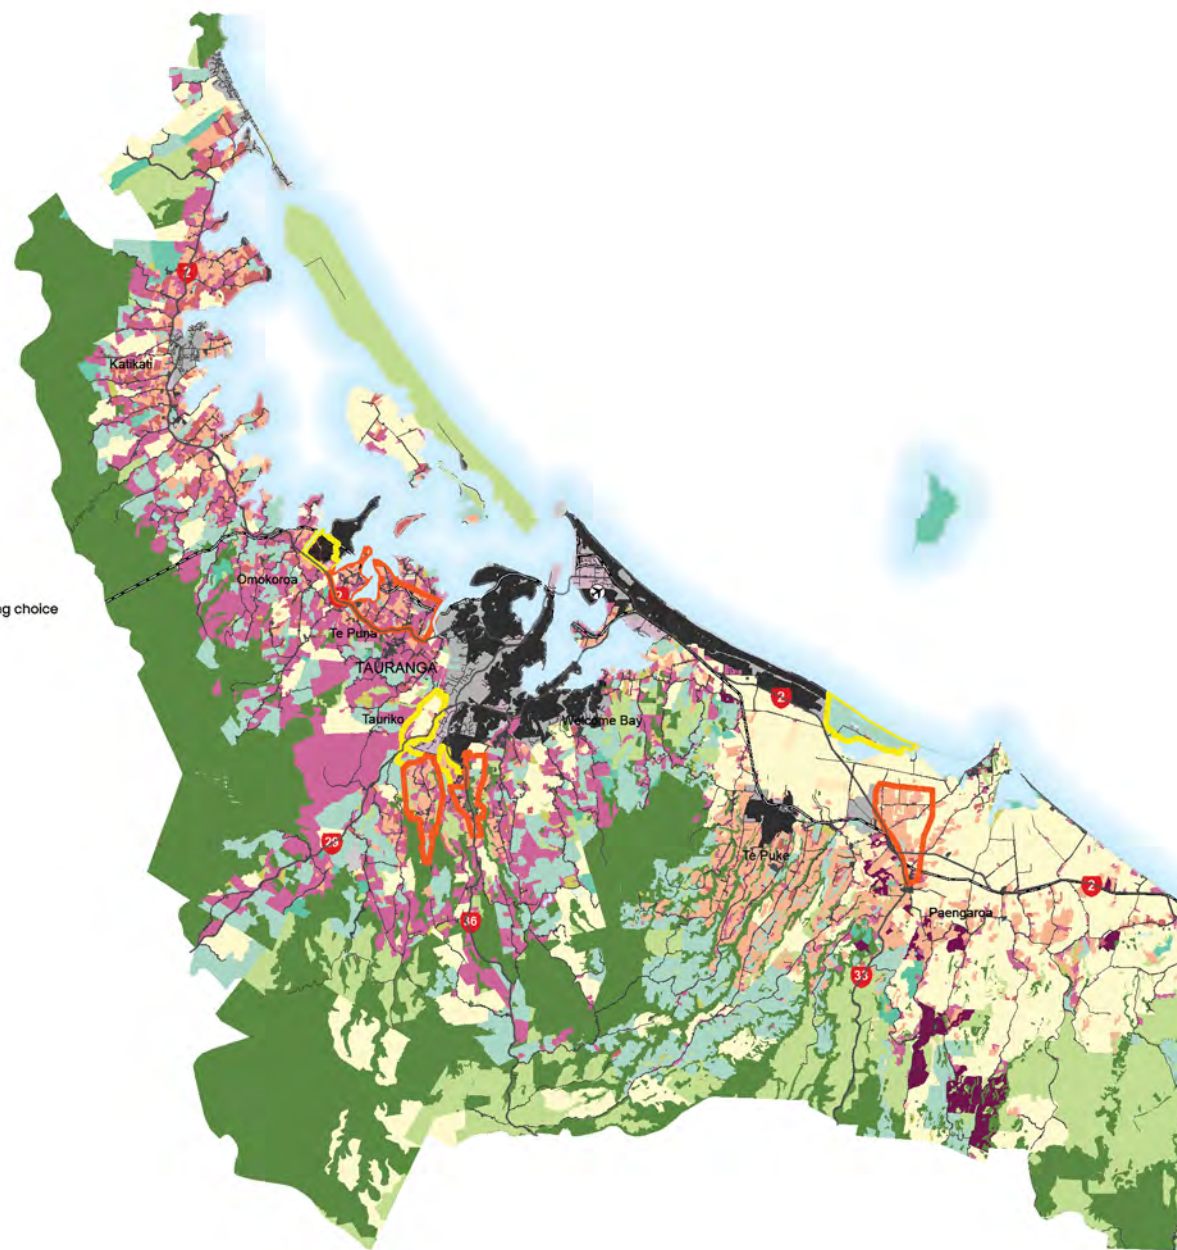 2
Katikati
Omokoroa
ng choice
2
Te Puna
TAURANGA
2
Tauriko
Welcome Bay
29
Te Puke
2
Paengaroa
36
33